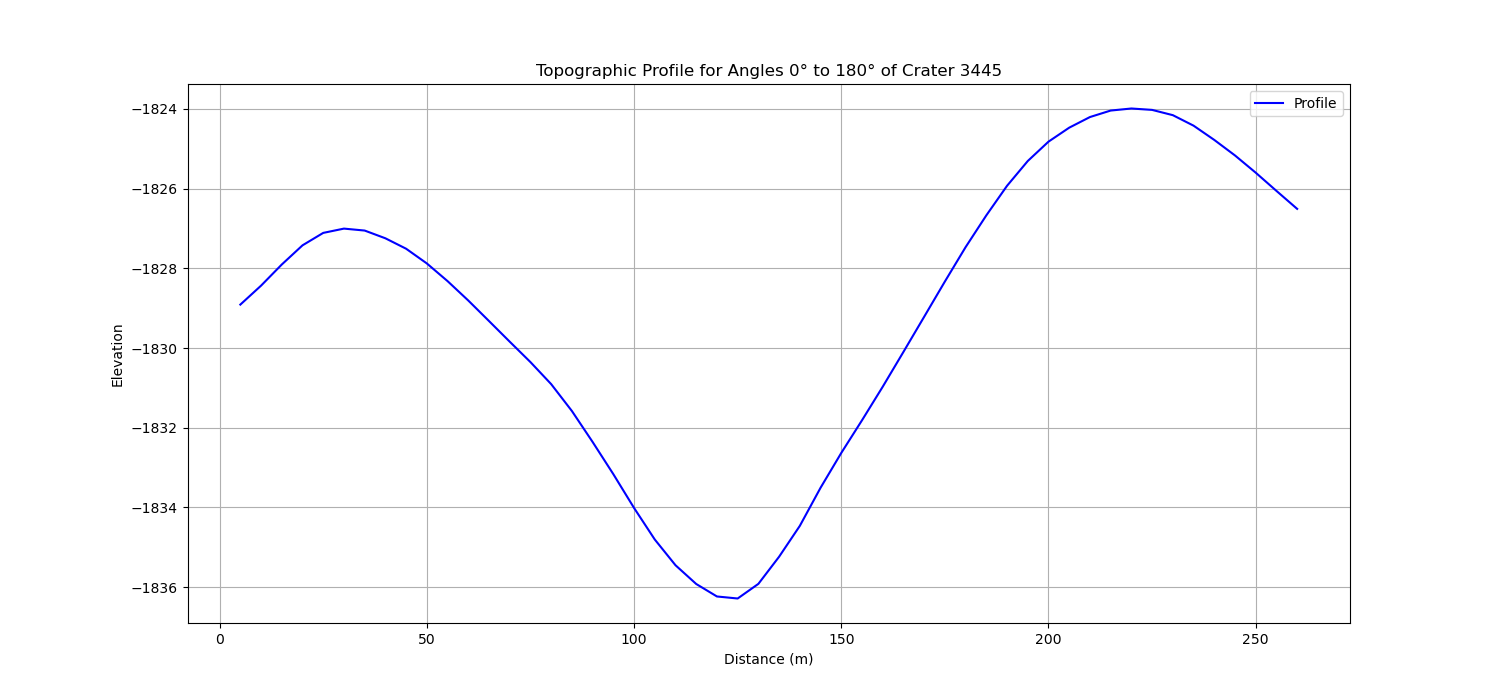 Topographic Profile for Angles 0° to 180° of Crater 3445
Profile
−1824
−1826
−1828
−1830
−1832
−1834
−1836
Elevation
0 50 100 150 200 250
Distance (m)